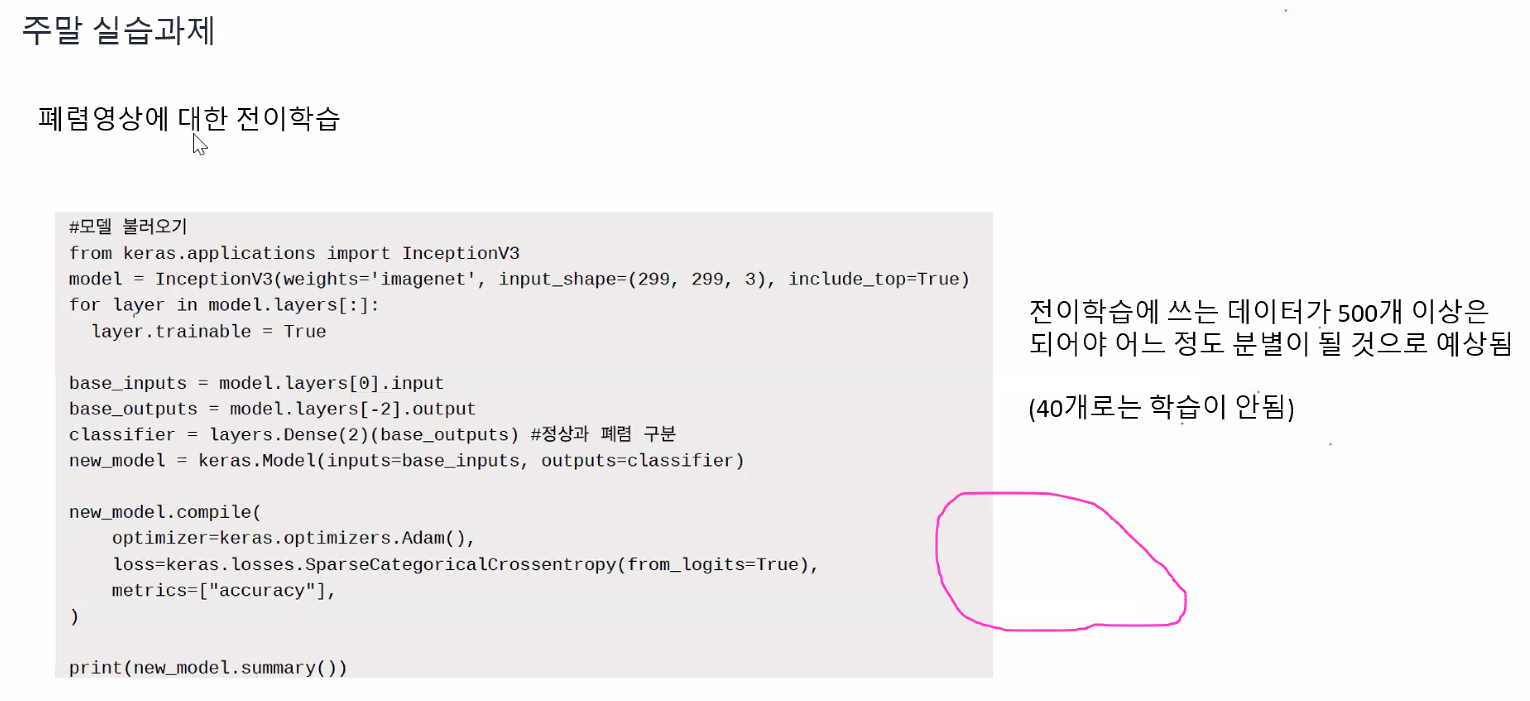 주말 실습과제
폐렴영상에 대한 전이학습
#모델 불러오기
from keras.applications import InceptionV3
model = InceptionV3(weights='imagenet', input_shape=(299, 299, 3), include_top=True)
for layer in model.layers[:]:
  layer.trainable = True
base_inputs = model.layers[0].input
base_outputs = model.layers[-2].output
classifier = layers.Dense(2)(base_outputs) #정상과 폐렴 구분
new_model = keras.Model(inputs=base_inputs, outputs=classifier)
new_model.compile(
    optimizer=keras.optimizers.Adam(),
    loss=keras.losses.SparseCategoricalCrossentropy(from_logits=True),
    metrics=["accuracy"],
)
print(new_model.summary())
전이학습에 쓰는 데이터가 500개 이상은
되어야 어느 정도 분별이 될 것으로 예상됨
(40개로는 학습이 안됨)